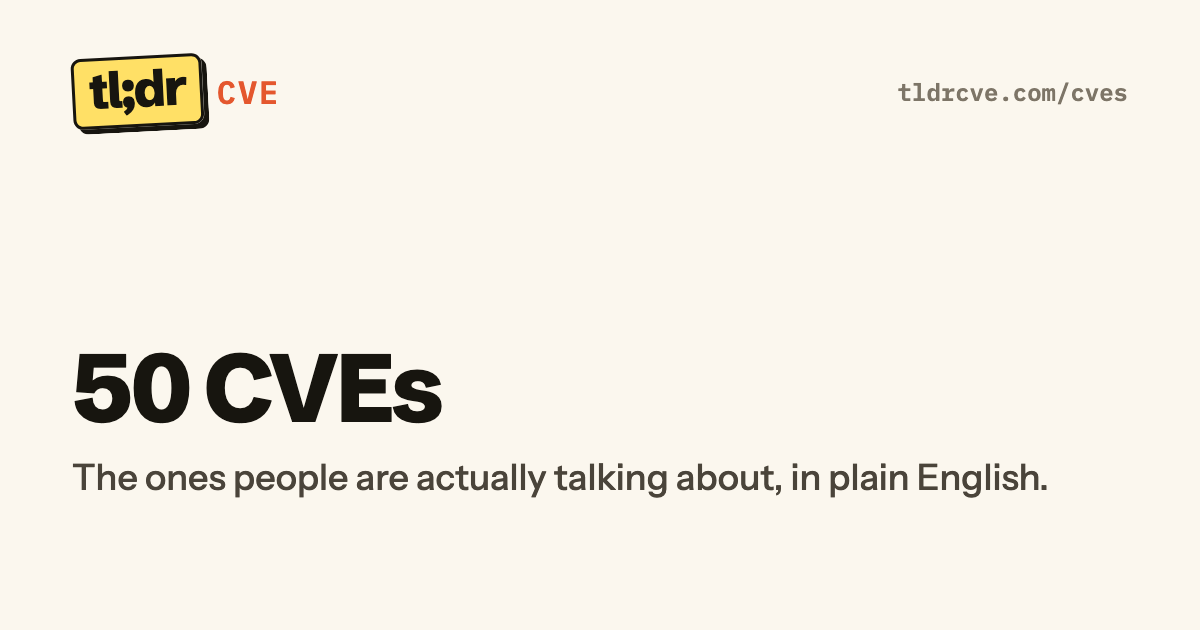 tl;dr CVE
tldrcve.com/cves
50 CVEs
The ones people are actually talking about, in plain English.